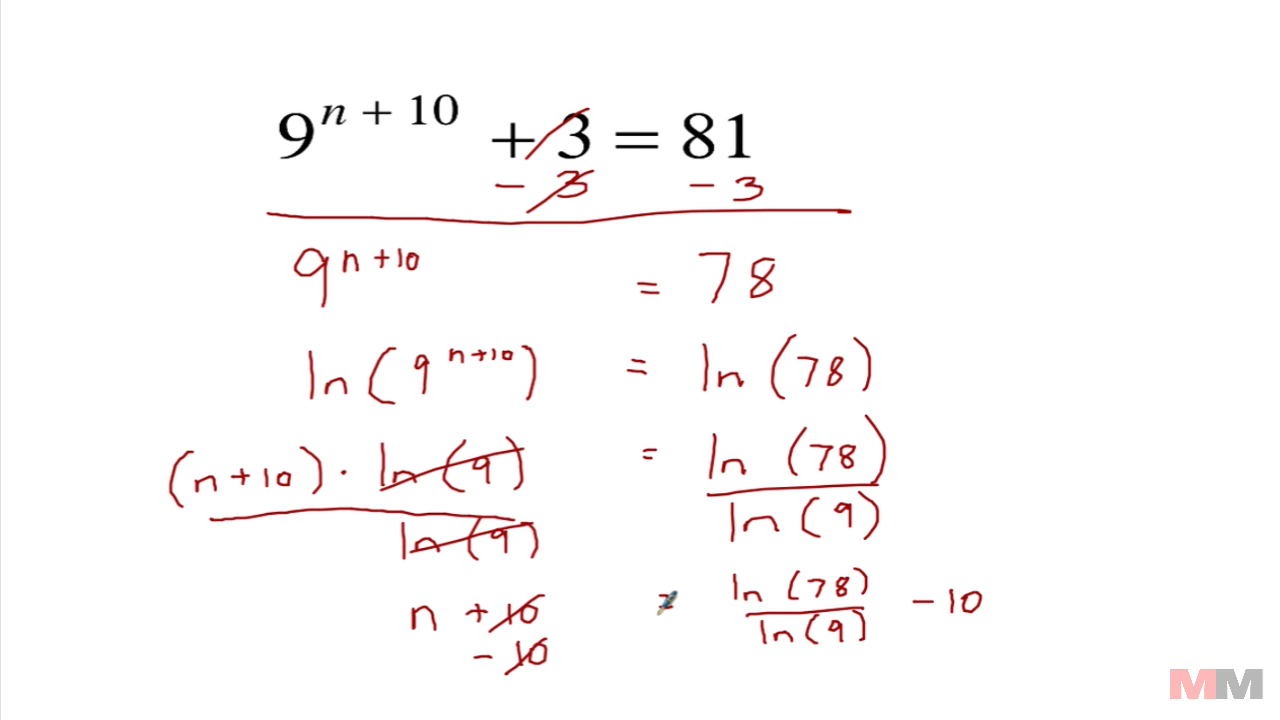 9^{n + 10} + 3 = 81
- 3 - 3
9^{n+10} = 78
ln(9^{n+10}) = ln(78)
(n+10) · ln(9) / ln(9) = ln(78) / ln(9)
n + 10 - 10 = ln(78) / ln(9) - 10
MM